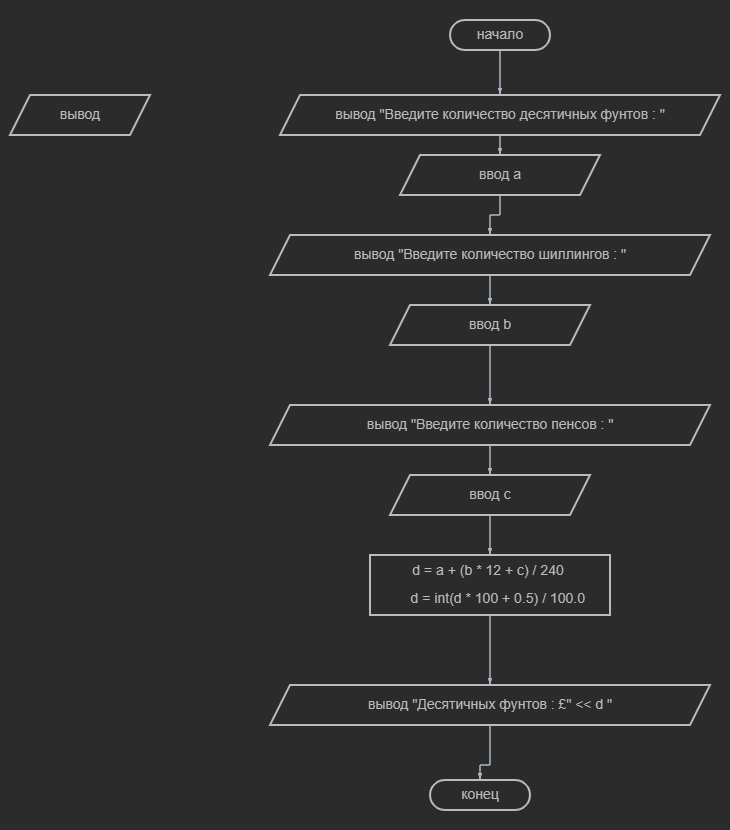 начало
вывод
вывод "Введите количество десятичных фунтов : "
ввод a
вывод "Введите количество шиллингов : "
ввод b
вывод "Введите количество пенсов : "
ввод c
d = a + (b * 12 + c) / 240
d = int(d * 100 + 0.5) / 100.0
вывод "Десятичных фунтов : £" << d "
конец